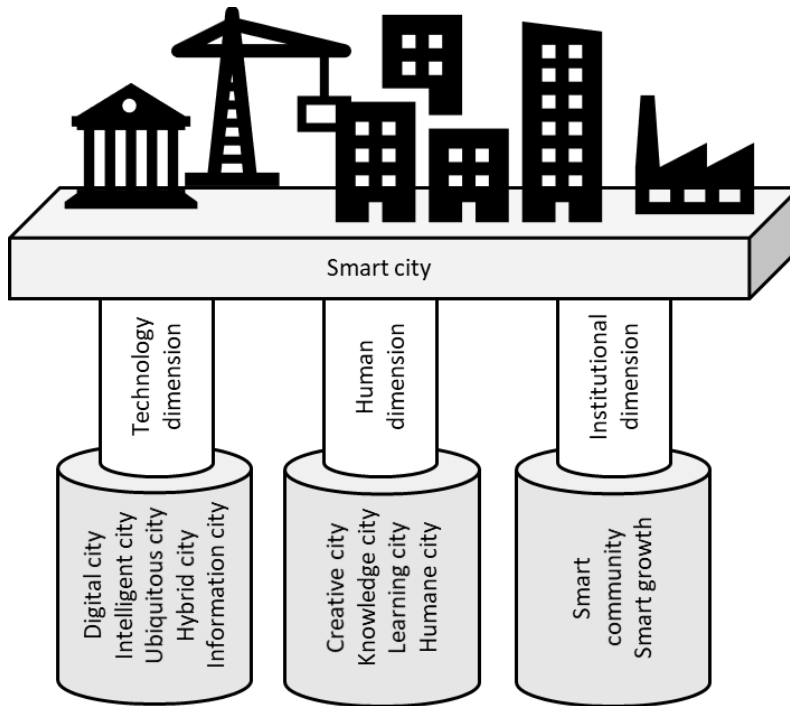 Smart city
Technology
dimension
Human
dimension
Institutional
dimension
Digital city
Intelligent city
Ubiquitous city
Hybrid city
Information city
Creative city
Knowledge city
Learning city
Humane city
Smart
community
Smart growth